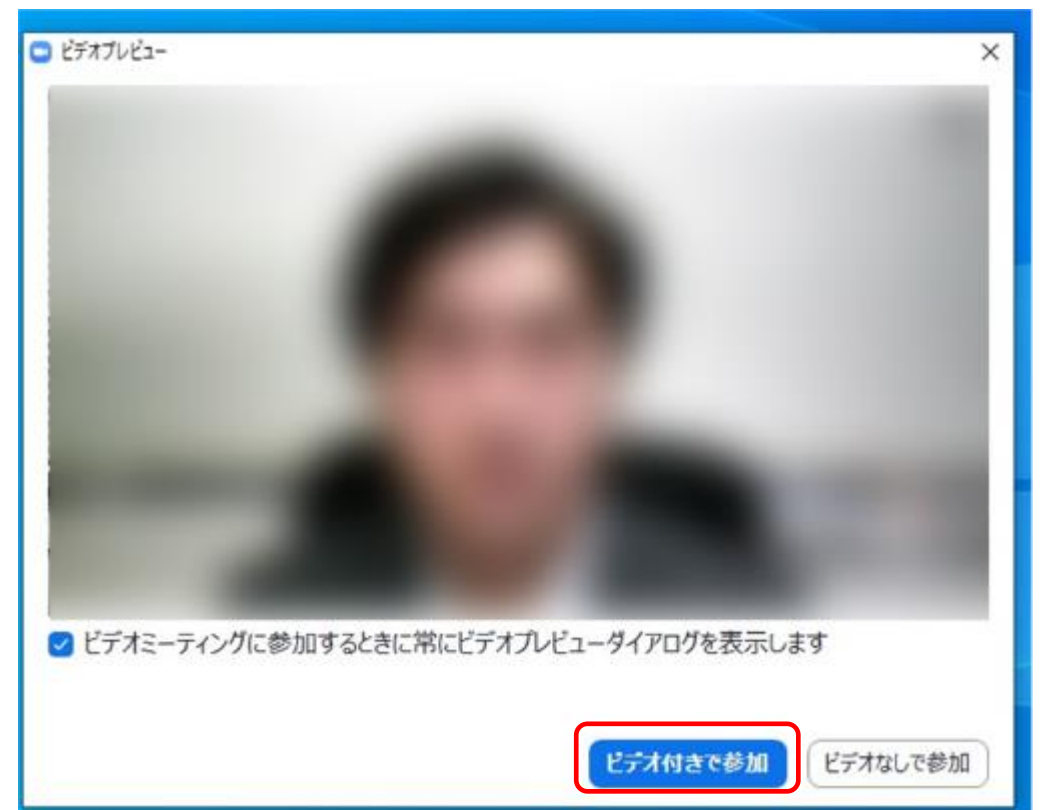 ビデオプレビュー
ビデオミーティングに参加するときに常にビデオプレビューダイアログを表示します
ビデオ付きで参加
ビデオなしで参加